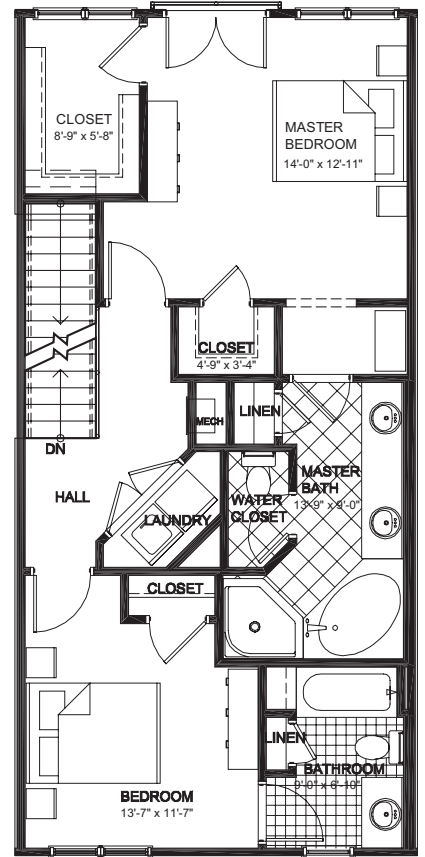 CLOSET
8'-9" x 5'-8"
MASTER
BEDROOM
14'-0" x 12'-11"
CLOSET
4'-9" x 3'-4"
MECH
LINEN
DN
HALL
LAUNDRY
WATER
CLOSET
MASTER
BATH
13'-9" x 9'-0"
CLOSET
BEDROOM
13'-7" x 11'-7"
LINEN
BATHROOM
9'-0" x 6'-10"